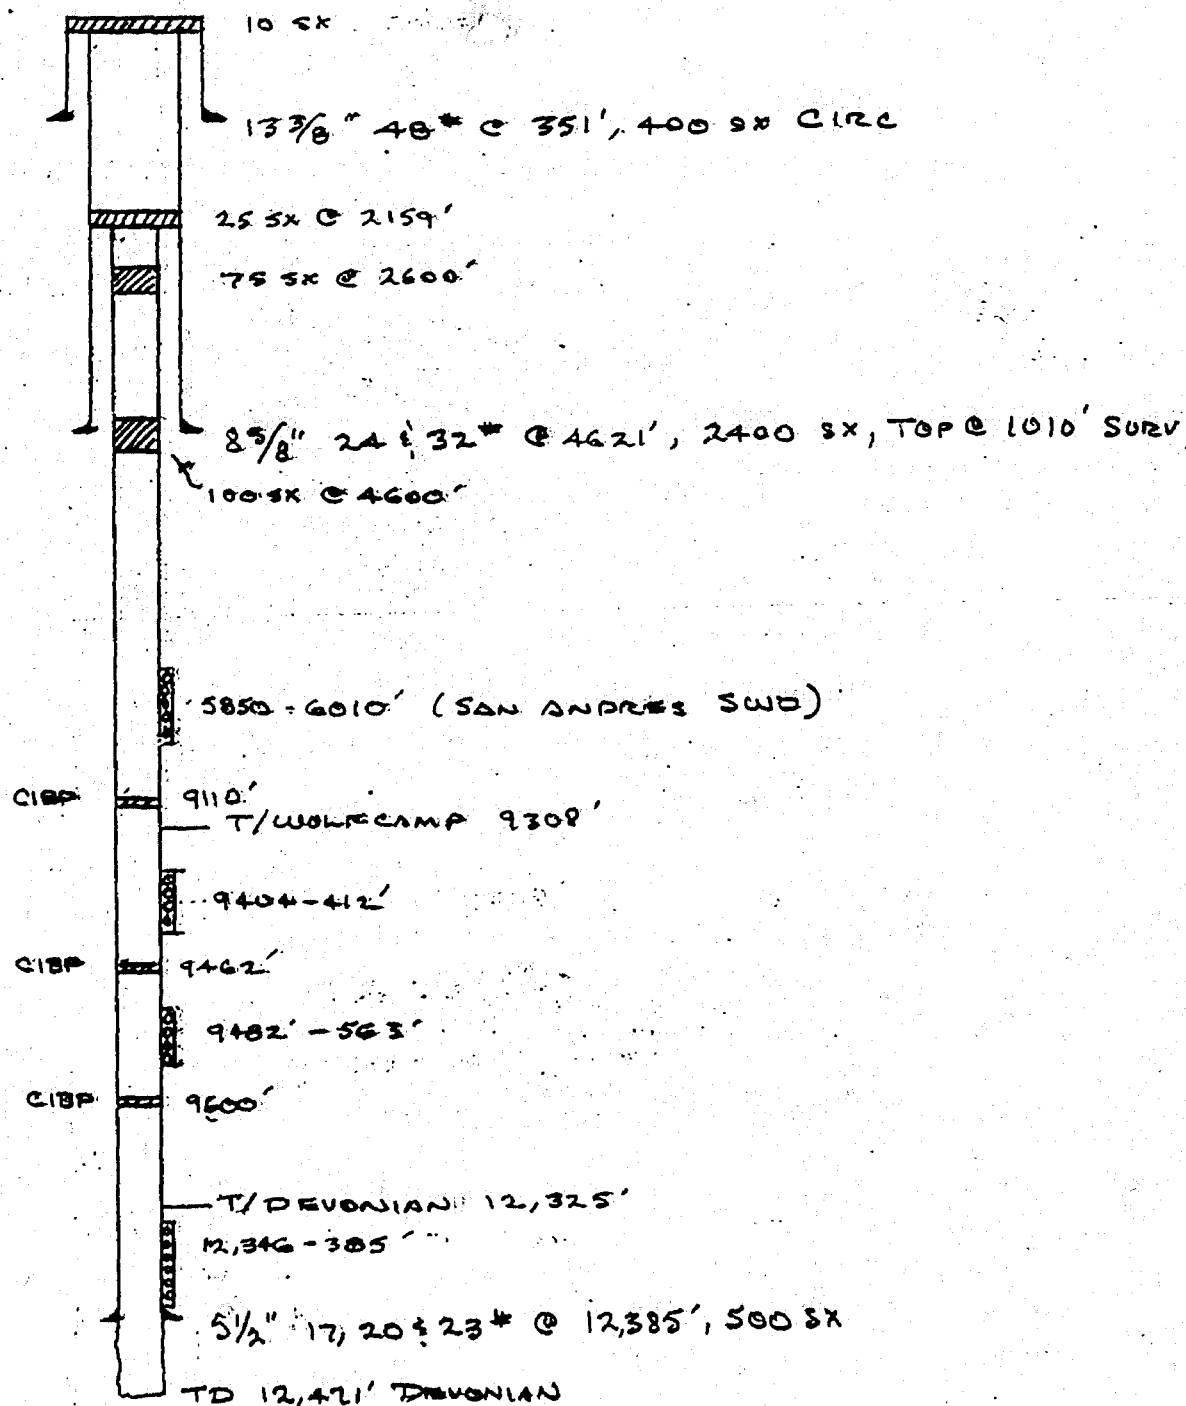 10 SX
13 3/8" 48# @ 351', 400 SX CIRC
25 SX @ 2159'
75 SX @ 2600'
8 5/8" 24 & 32# @ 4621', 2400 SX, TOP @ 1010' SURV
100 SX @ 4600'
5850-6010' (SAN ANDRES SWD)
CIBP 9110'
T/WOLFCAMP 9308'
9404-412'
CIBP 9462'
9482'-563'
CIBP 9600'
T/DEVONIAN 12,325'
12,346-385'
5 1/2" 17, 20 & 23# @ 12,385', 500 SX
TD 12,421' DEVONIAN